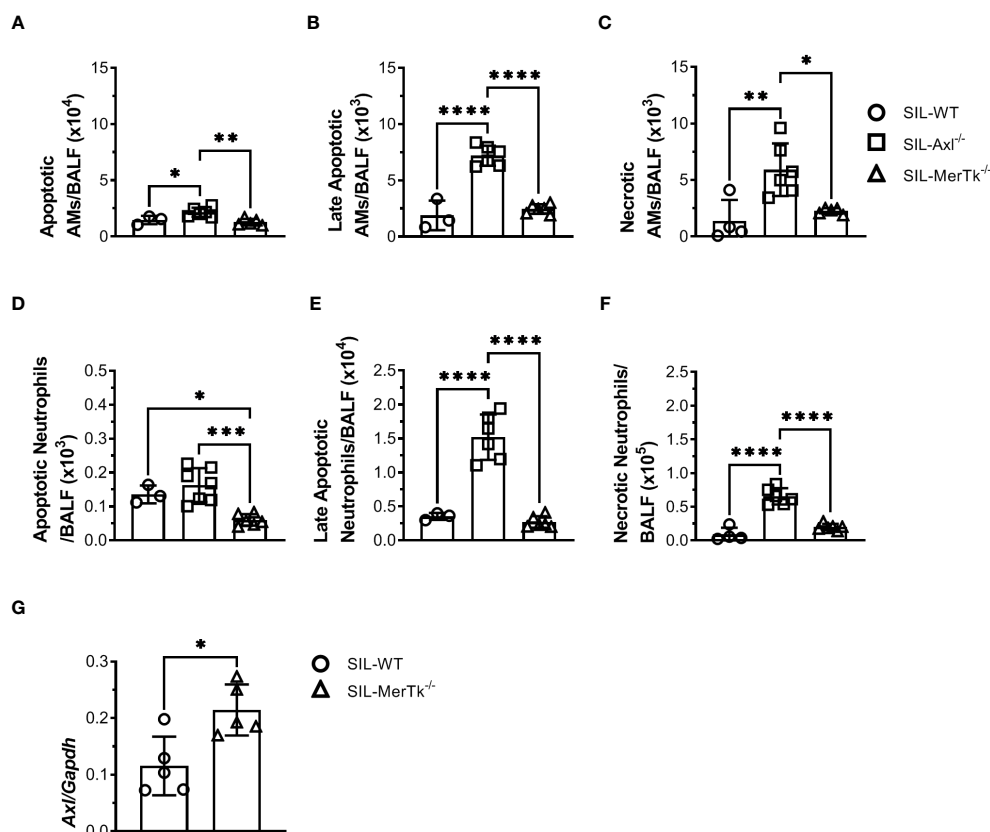 A
B
C
15
10
5
0
Apoptotic
AMs/BALF (x10⁴)
*
**
15
10
5
0
Late Apoptotic
AMs/BALF (x10³)
****
****
15
10
5
0
Necrotic
AMs/BALF (x10³)
**
*
SIL-WT
SIL-Axl⁻/⁻
SIL-MerTk⁻/⁻
D
E
F
0.5
0.4
0.3
0.2
0.1
0.0
Apoptotic Neutrophils
/BALF (x10³)
*
***
2.5
2.0
1.5
1.0
0.5
0.0
Late Apoptotic
Neutrophils/BALF (x10⁴)
****
****
2.5
2.0
1.5
1.0
0.5
0.0
Necrotic Neutrophils/
BALF (x10⁵)
****
****
G
0.3
0.2
0.1
0.0
Axl/Gapdh
*
SIL-WT
SIL-MerTk⁻/⁻